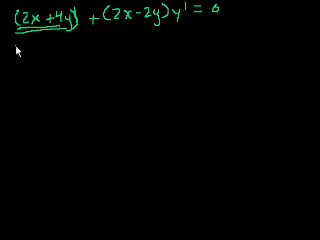 (2x + 4y) + (2x - 2y) y' = 0